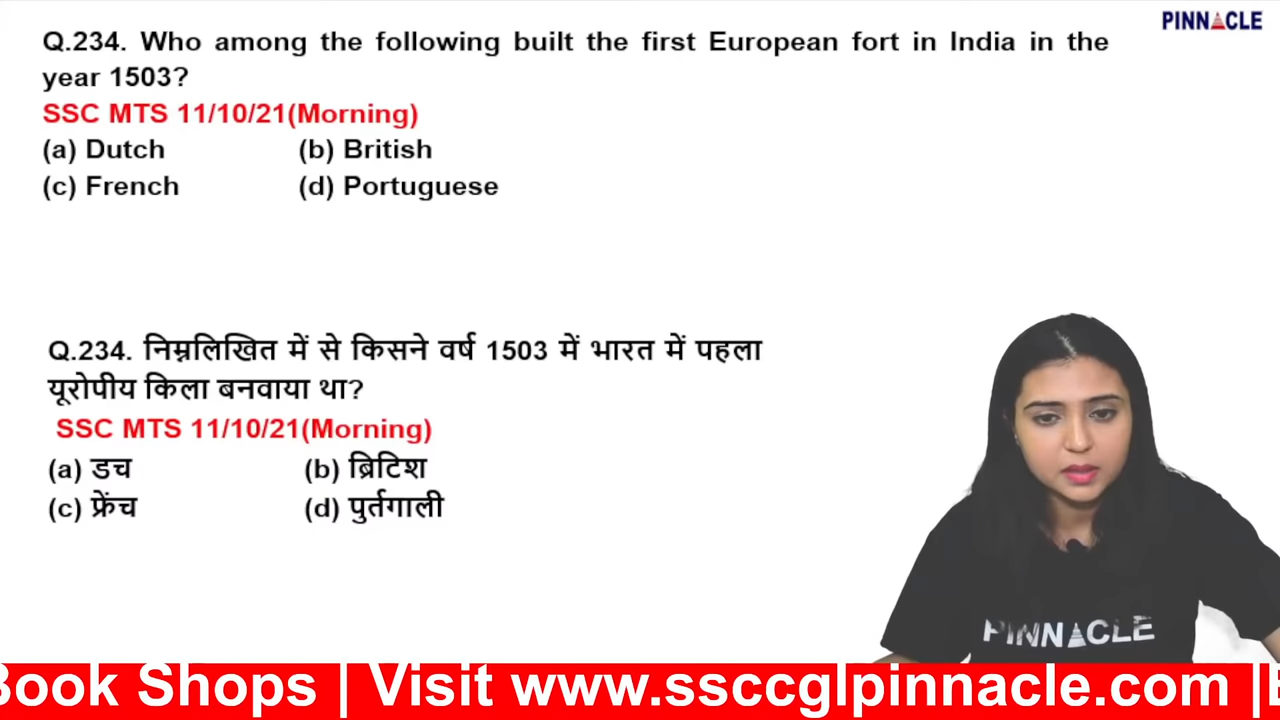 PINNACLE
Q.234. Who among the following built the first European fort in India in the
year 1503?
SSC MTS 11/10/21(Morning)
(a) Dutch (b) British
(c) French (d) Portuguese
Q.234. निम्नलिखित में से किसने वर्ष 1503 में भारत में पहला
यूरोपीय किला बनवाया था?
SSC MTS 11/10/21(Morning)
(a) डच (b) ब्रिटिश
(c) फ्रेंच (d) पुर्तगाली
PINNACLE
Book Shops | Visit www.ssccglpinnacle.com |